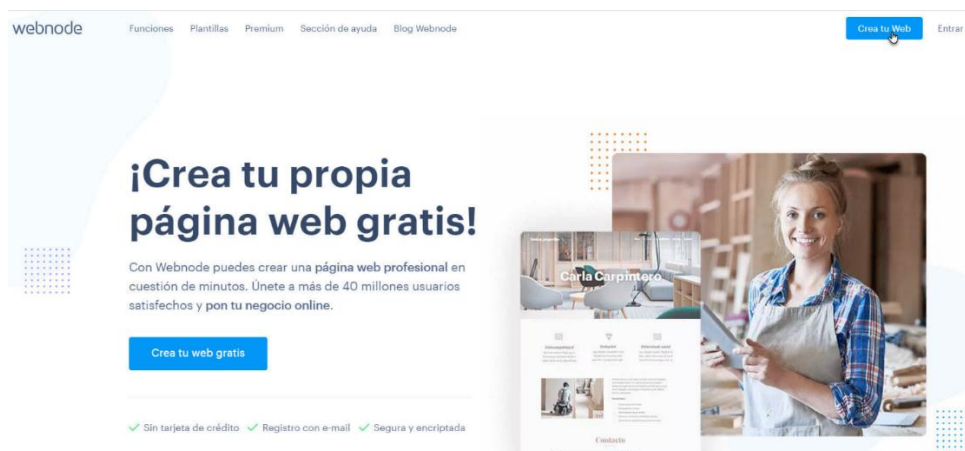 webnode
Funciones Plantillas Premium Sección de ayuda Blog Webnode
Crea tu Web Entrar
¡Crea tu propia
página web gratis!
Con Webnode puedes crear una página web profesional en
cuestión de minutos. Únete a más de 40 millones usuarios
satisfechos y pon tu negocio online.
Crea tu web gratis
✓ Sin tarjeta de crédito ✓ Registro con e-mail ✓ Segura y encriptada
Carla Carpintero
Contacto